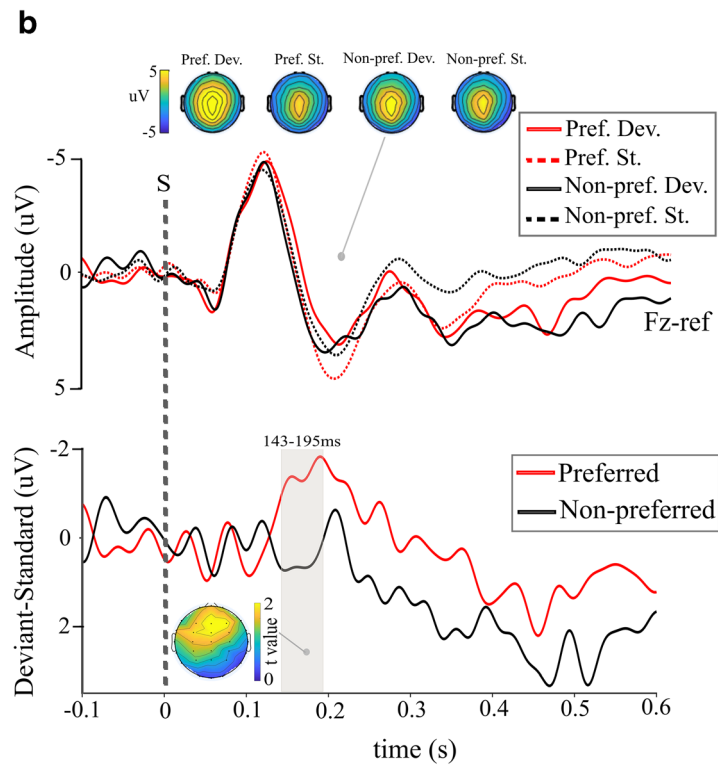 b
Pref. Dev. Pref. St. Non-pref. Dev. Non-pref. St.
5
uV
-5
Pref. Dev.
Pref. St.
Non-pref. Dev.
Non-pref. St.
-5
S
0
5
Amplitude (uV)
Fz-ref
143-195ms
-2
0
2
Deviant-Standard (uV)
Preferred
Non-preferred
2
t value
0
-0.1 0 0.1 0.2 0.3 0.4 0.5 0.6
time (s)